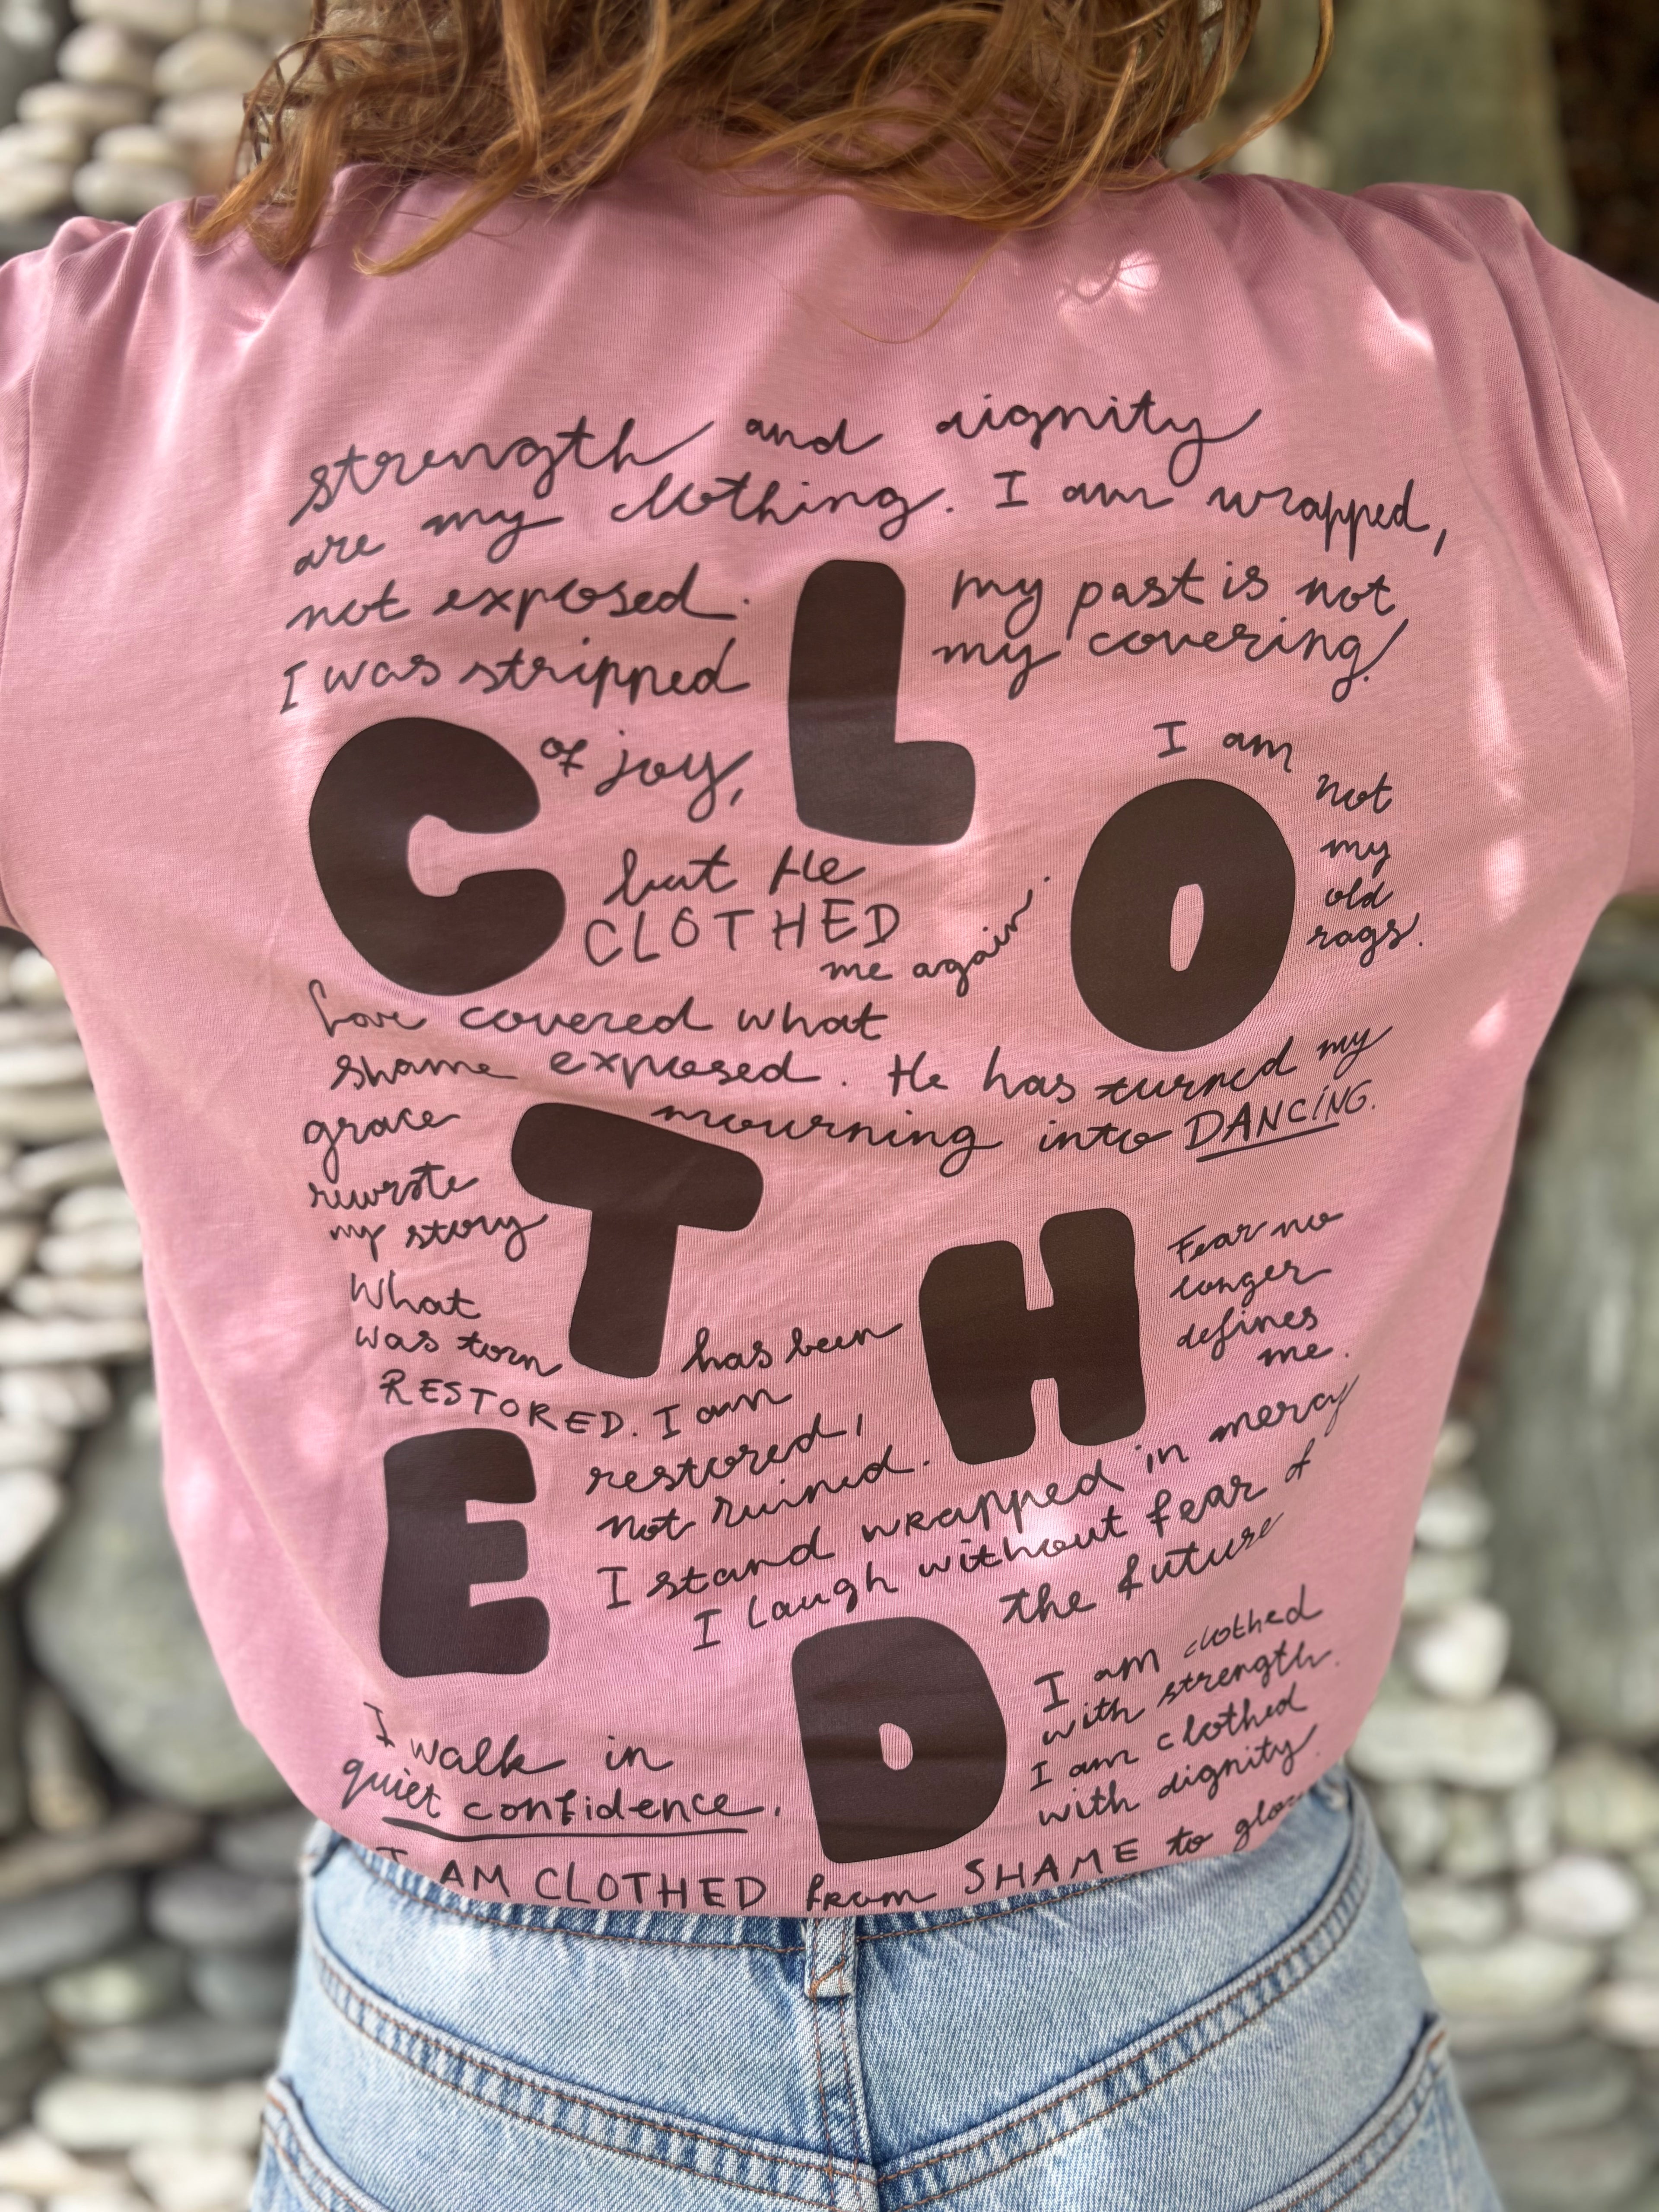 strength and dignity
are my clothing. I am wrapped,
not exposed.
my past is not
my covering!
I was stripped
of joy,
but He
CLOTHED
me again.
I am
not
my
old
rags.
Love covered what
shame exposed. He has turned my
mourning into DANCING.
grace
rewrote
my story
What
was torn has been
RESTORED. I am
restored,
not ruined.
Fear no
longer
defines
me.
I stand wrapped in mercy
I laugh without fear of
the future
I walk in
quiet confidence.
I am clothed
with strength.
I am clothed
with dignity.
I AM CLOTHED from SHAME to glory
C L O
T H
E D